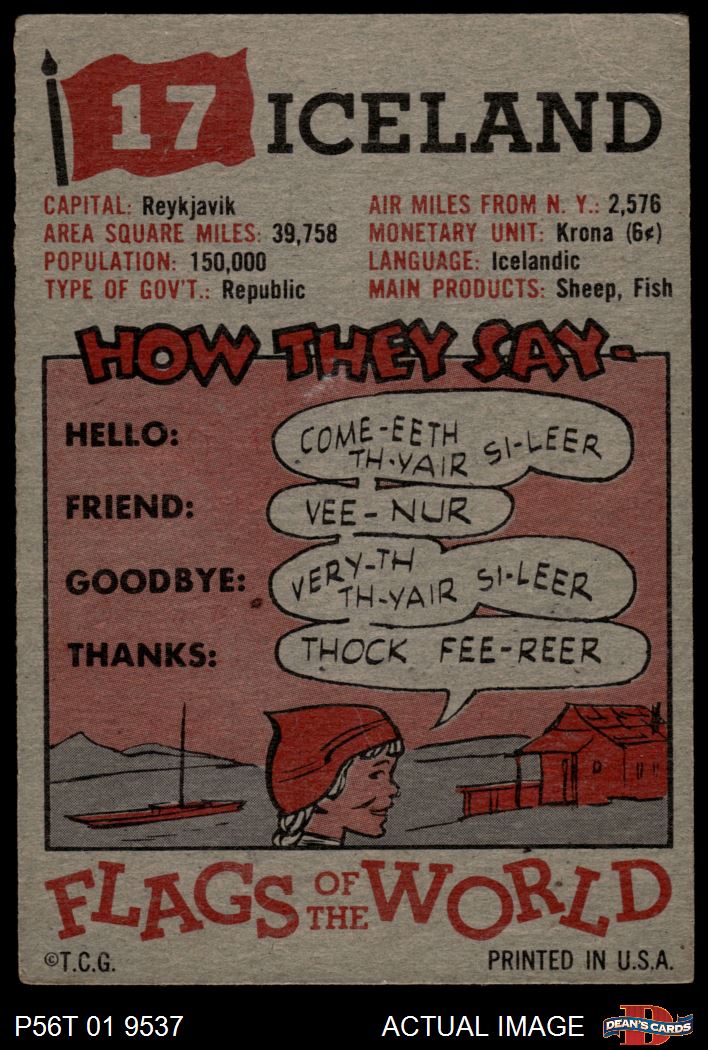 17 ICELAND
CAPITAL: Reykjavik
AREA SQUARE MILES: 39,758
POPULATION: 150,000
TYPE OF GOV'T.: Republic
AIR MILES FROM N. Y.: 2,576
MONETARY UNIT: Krona (6¢)
LANGUAGE: Icelandic
MAIN PRODUCTS: Sheep, Fish
HOW THEY SAY-
HELLO: COME-EETH TH-YAIR SI-LEER
FRIEND: VEE-NUR
GOODBYE: VERY-TH TH-YAIR SI-LEER
THANKS: THOCK FEE-REER
FLAGS OF THE WORLD
©T.C.G. PRINTED IN U.S.A.
P56T 01 9537 ACTUAL IMAGE D DEAN'S CARDS